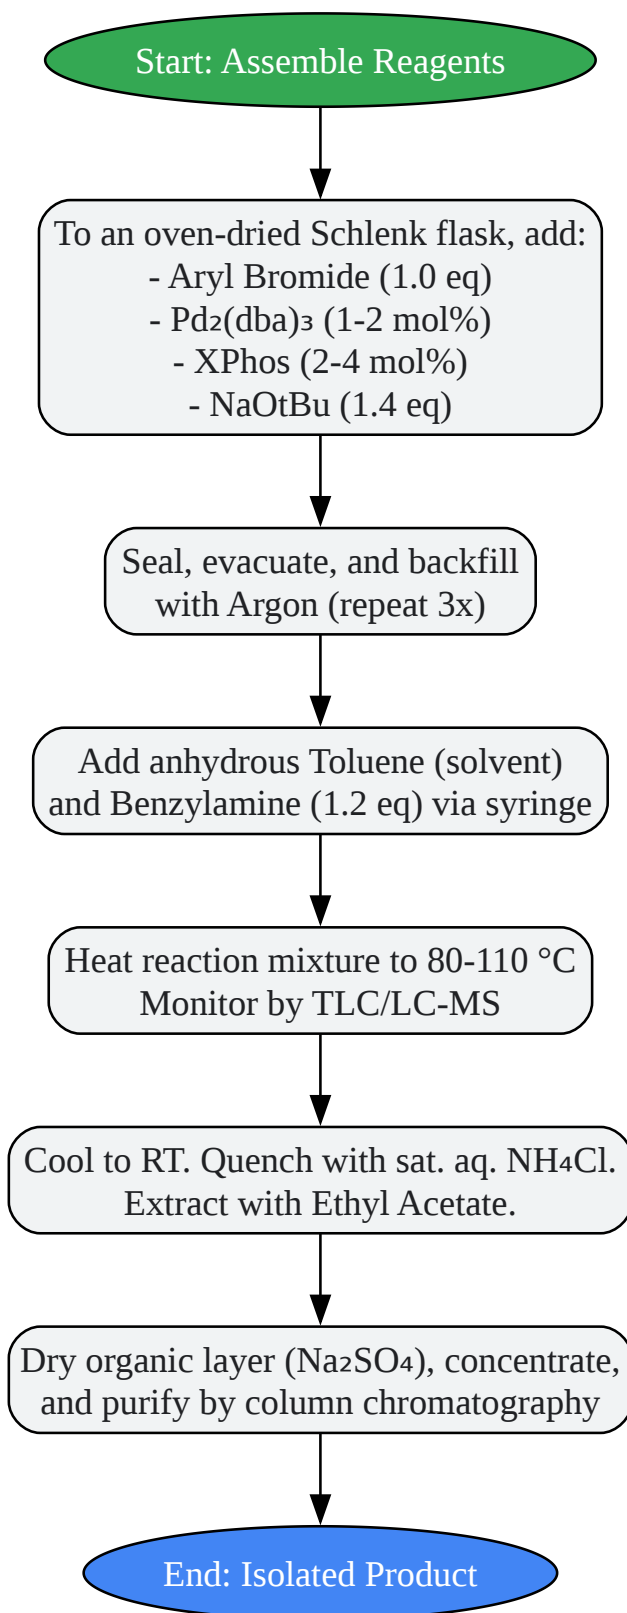 Start: Assemble Reagents
To an oven-dried Schlenk flask, add:
- Aryl Bromide (1.0 eq)
- Pd₂(dba)₃ (1-2 mol%)
- XPhos (2-4 mol%)
- NaOtBu (1.4 eq)
Seal, evacuate, and backfill
with Argon (repeat 3x)
Add anhydrous Toluene (solvent)
and Benzylamine (1.2 eq) via syringe
Heat reaction mixture to 80-110 °C
Monitor by TLC/LC-MS
Cool to RT. Quench with sat. aq. NH₄Cl.
Extract with Ethyl Acetate.
Dry organic layer (Na₂SO₄), concentrate,
and purify by column chromatography
End: Isolated Product